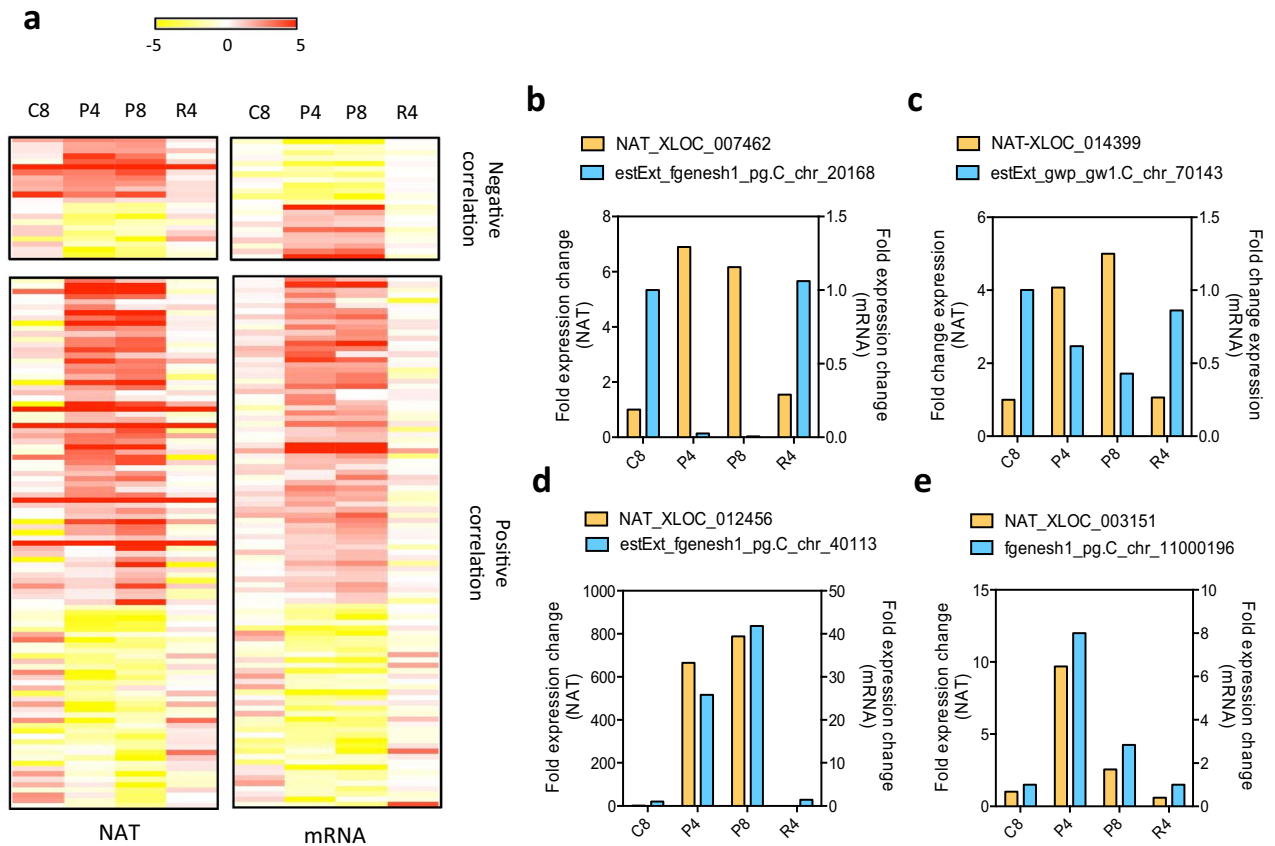 a
-5 0 5
C8 P4 P8 R4
C8 P4 P8 R4
Negative
correlation
Positive
correlation
NAT
mRNA
b
NAT_XLOC_007462
estExt_fgenesh1_pg.C_chr_20168
Fold expression change
(NAT)
8
6
4
2
0
1.5
1.0
0.5
0.0
Fold expression change
(mRNA)
C8 P4 P8 R4
c
NAT-XLOC_014399
estExt_gwp_gw1.C_chr_70143
Fold change expression
(NAT)
6
4
2
0
1.5
1.0
0.5
0.0
Fold change expression
(mRNA)
C8 P4 P8 R4
d
NAT_XLOC_012456
estExt_fgenesh1_pg.C_chr_40113
Fold expression change
(NAT)
1000
800
600
400
200
0
50
40
30
20
10
0
Fold expression change
(mRNA)
C8 P4 P8 R4
e
NAT_XLOC_003151
fgenesh1_pg.C_chr_11000196
Fold expression change
(NAT)
15
10
5
0
10
8
6
4
2
0
Fold expression change
(mRNA)
C8 P4 P8 R4